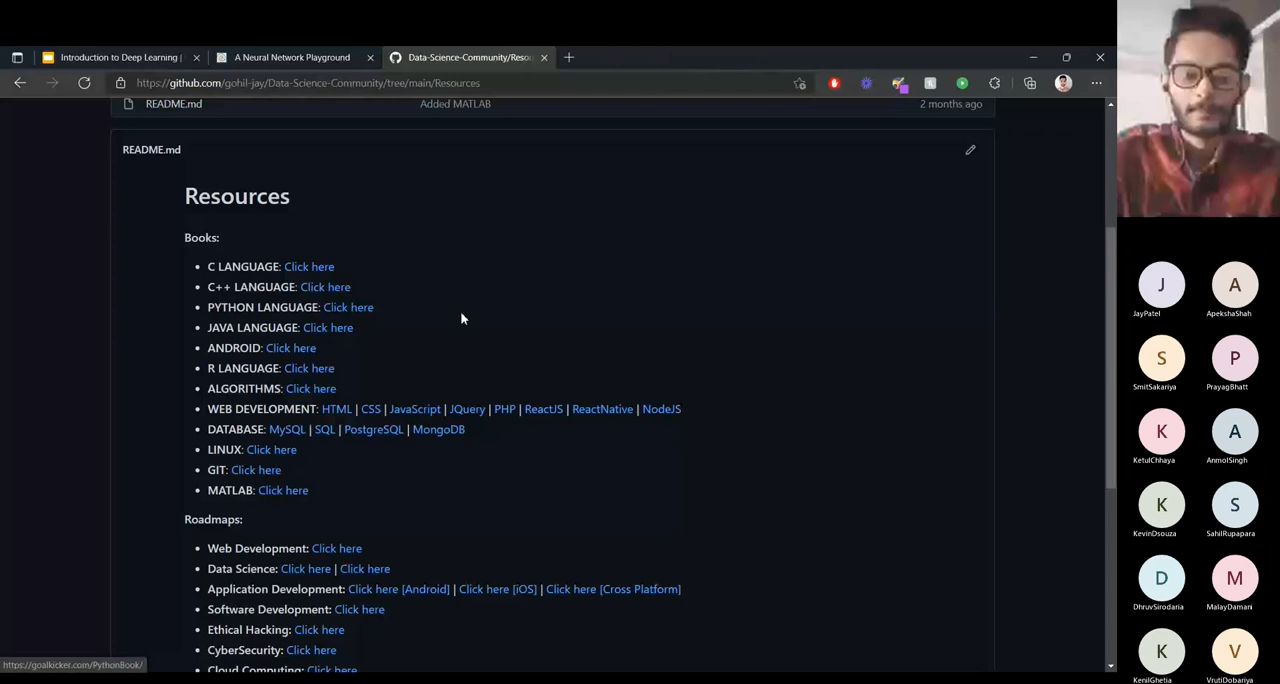 Introduction to Deep Learning |
A Neural Network Playground
Data-Science-Community/Resou
https://github.com/gohil-jay/Data-Science-Community/tree/main/Resources
README.md Added MATLAB 2 months ago
README.md
Resources
Books:
• C LANGUAGE: Click here
• C++ LANGUAGE: Click here
• PYTHON LANGUAGE: Click here
• JAVA LANGUAGE: Click here
• ANDROID: Click here
• R LANGUAGE: Click here
• ALGORITHMS: Click here
• WEB DEVELOPMENT: HTML | CSS | JavaScript | JQuery | PHP | ReactJS | ReactNative | NodeJS
• DATABASE: MySQL | SQL | PostgreSQL | MongoDB
• LINUX: Click here
• GIT: Click here
• MATLAB: Click here
Roadmaps:
• Web Development: Click here
• Data Science: Click here | Click here
• Application Development: Click here [Android] | Click here [iOS] | Click here [Cross Platform]
• Software Development: Click here
• Ethical Hacking: Click here
• CyberSecurity: Click here
• Cloud Computing: Click here
https://goalkicker.com/PythonBook/
J A
JayPatel ApekshaShah
S P
SmitSakariya PrayagBhatt
K A
KetulChhaya AnmolSingh
K S
KevinDsouza SahilRupapara
D M
DhruvSirodaria MalayDamani
K V
KenilGhetia VrutiDobariya